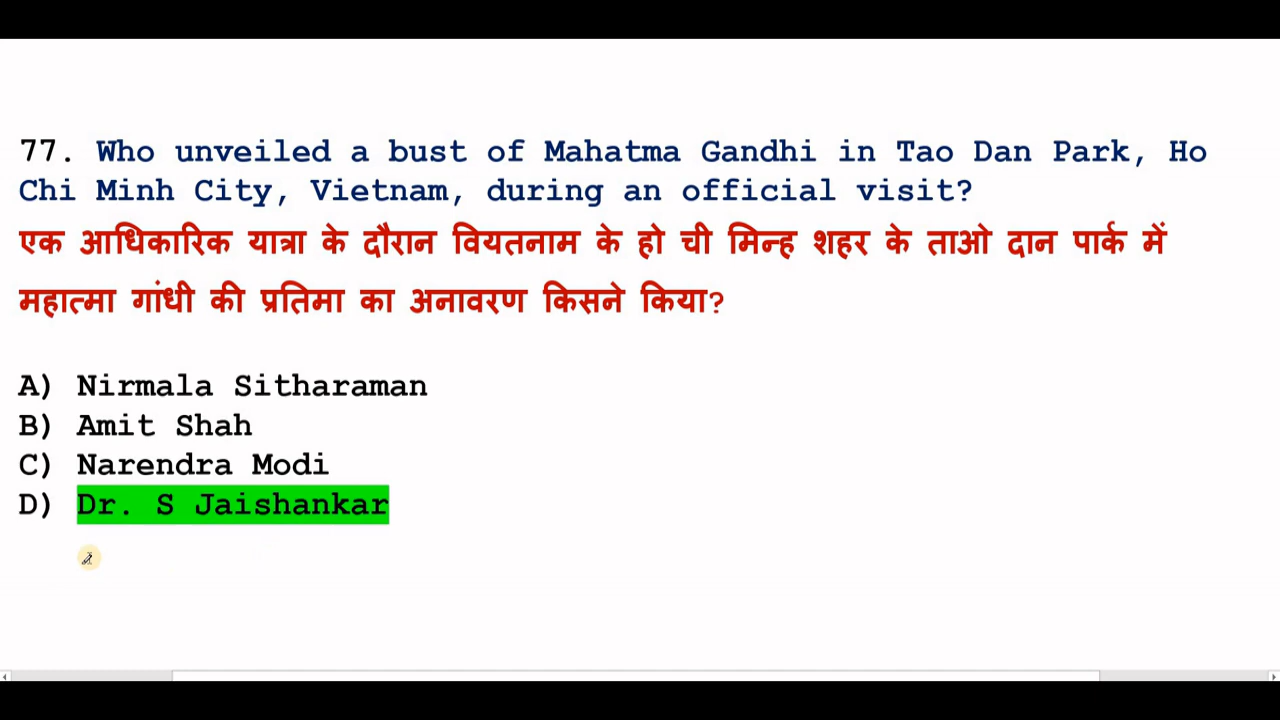 77. Who unveiled a bust of Mahatma Gandhi in Tao Dan Park, Ho
Chi Minh City, Vietnam, during an official visit?
एक आधिकारिक यात्रा के दौरान वियतनाम के हो ची मिन्ह शहर के ताओ दान पार्क में
महात्मा गांधी की प्रतिमा का अनावरण किसने किया?
A) Nirmala Sitharaman
B) Amit Shah
C) Narendra Modi
D) Dr. S Jaishankar